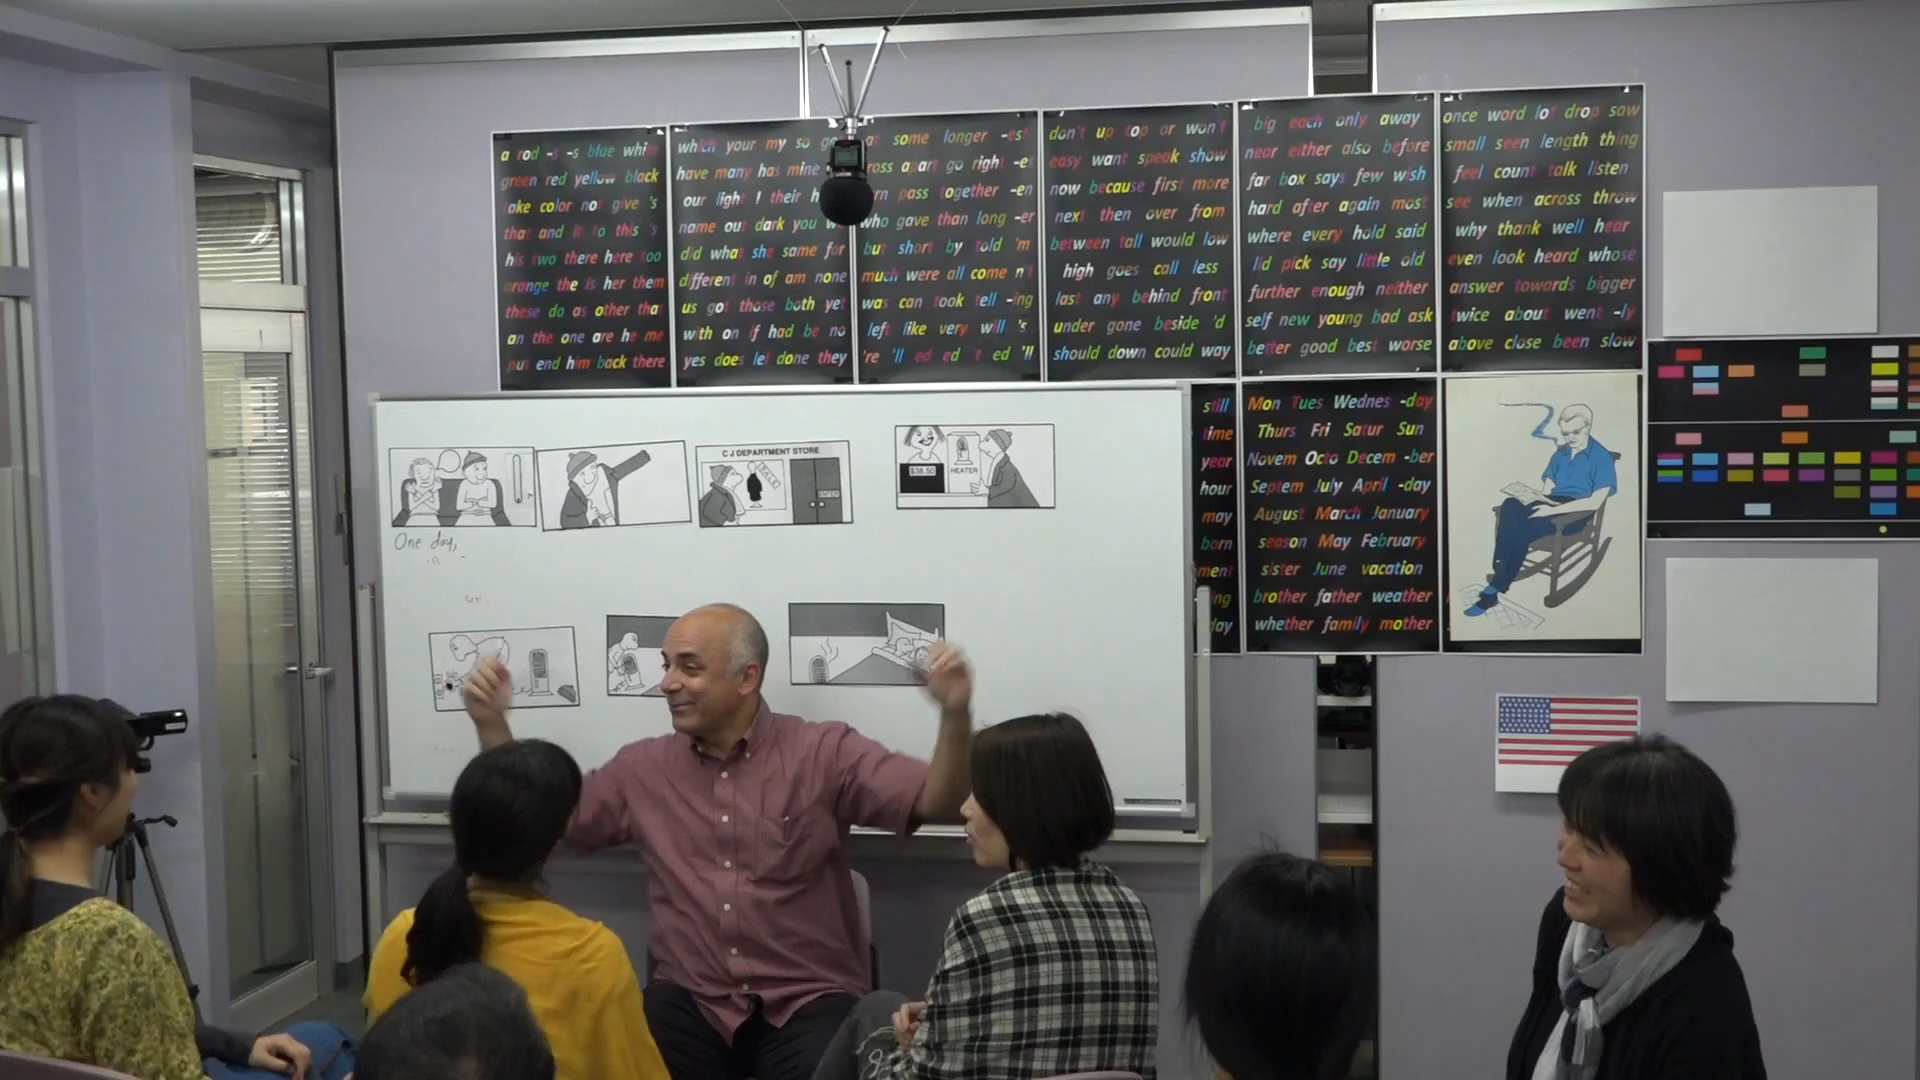 a rod -s -s blue white
green red yellow black
take color not give 's
that and it to this 's
his two there here too
orange the is her them
these do as other that
an the one are he me
put end him back there
which your my so
have many has mine
our light I their
name out dark you
did what she same for
different in of am none
us got those both yet
with on if had be no
yes does let done they
at some longer -est
apart go right -es
pass together -en
who gave than long -er
but short by told 'm
much were all come n't
was can took tell -ing
left like very will 's
're 'll ed ed 't ed 'll
don't up top or won't
easy want speak show
now because first more
next then over from
between tall would low
high goes call less
last any behind front
under gone beside 'd
should down could way
big each only away
near either also before
far box says few wish
hard after again most
where every hold said
lid pick say little old
further enough neither
self new young bad ask
better good best worse
once word lot drop saw
small seen length thing
feel count talk listen
see when across throw
why thank well hear
even look heard whose
answer towards bigger
twice about went -ly
above close been slow
still
time
year
hour
may
born
day
Mon Tues Wednes -day
Thurs Fri Satur Sun
Novem Octo Decem -ber
Septem July April -day
August March January
season May February
sister June vacation
brother father weather
whether family mother
C J DEPARTMENT STORE
SALE
ENTER
$38.50
HEATER
One day,